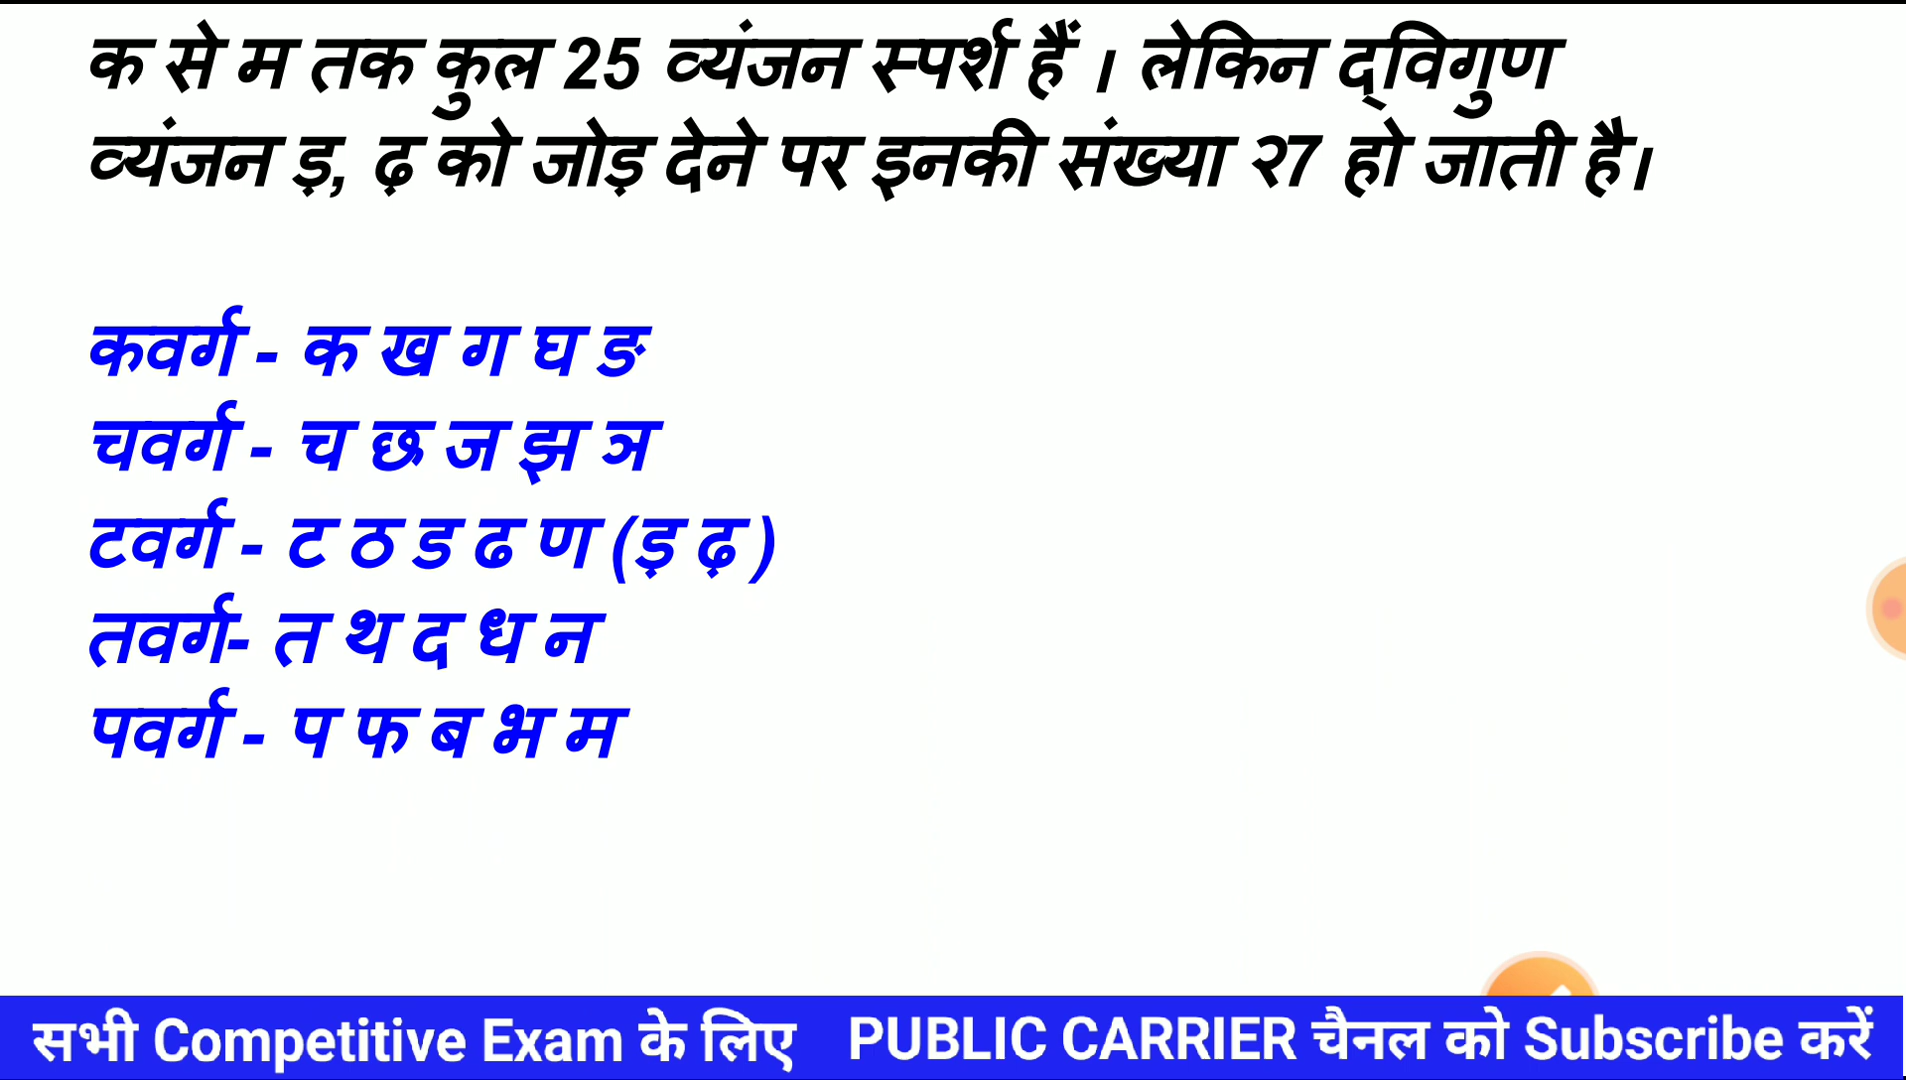 क से म तक कुल 25 व्यंजन स्पर्श हैं । लेकिन द्विगुण
व्यंजन ड़, ढ़ को जोड़ देने पर इनकी संख्या २7 हो जाती है।
कवर्ग - क ख ग घ ङ
चवर्ग - च छ ज झ ञ
टवर्ग - ट ठ ड ढ ण (ड़ ढ़ )
तवर्ग- त थ द ध न
पवर्ग - प फ ब भ म
सभी Competitive Exam के लिए PUBLIC CARRIER चैनल को Subscribe करें